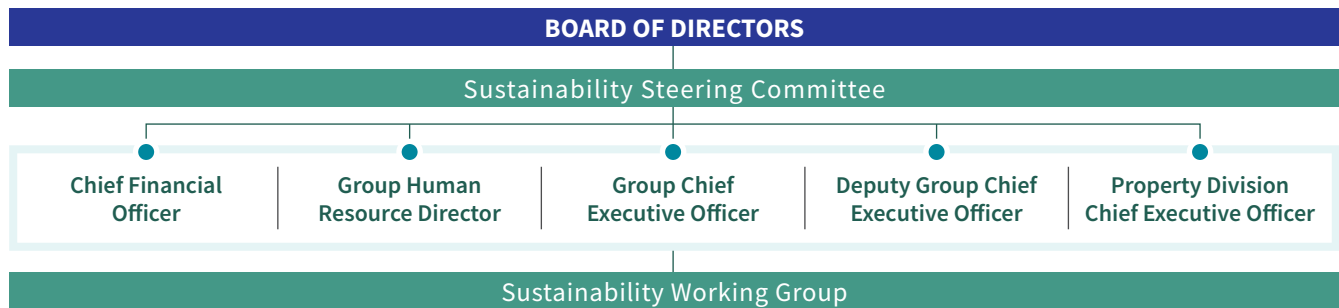 BOARD OF DIRECTORS
Sustainability Steering Committee
Chief Financial
Officer
Group Human
Resource Director
Group Chief
Executive Officer
Deputy Group Chief
Executive Officer
Property Division
Chief Executive Officer
Sustainability Working Group